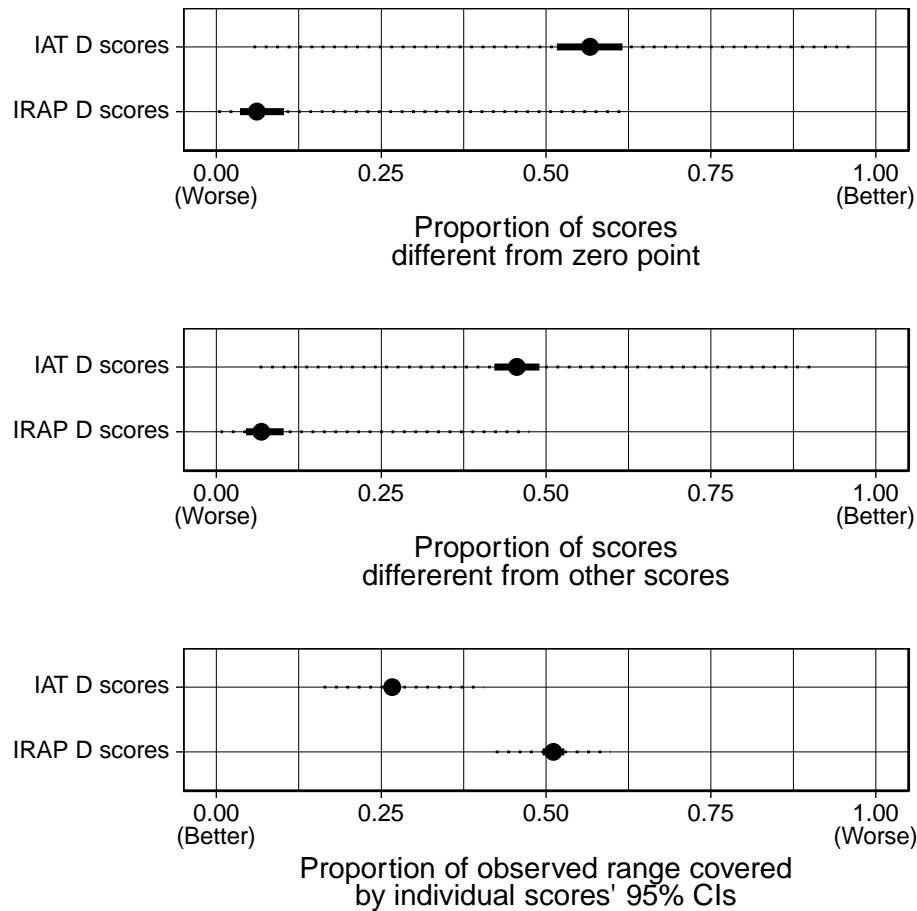 IAT D scores
IRAP D scores
0.00 0.25 0.50 0.75 1.00
(Worse) (Better)
Proportion of scores
different from zero point
IAT D scores
IRAP D scores
0.00 0.25 0.50 0.75 1.00
(Worse) (Better)
Proportion of scores
differerent from other scores
IAT D scores
IRAP D scores
0.00 0.25 0.50 0.75 1.00
(Better) (Worse)
Proportion of observed range covered
by individual scores' 95% CIs